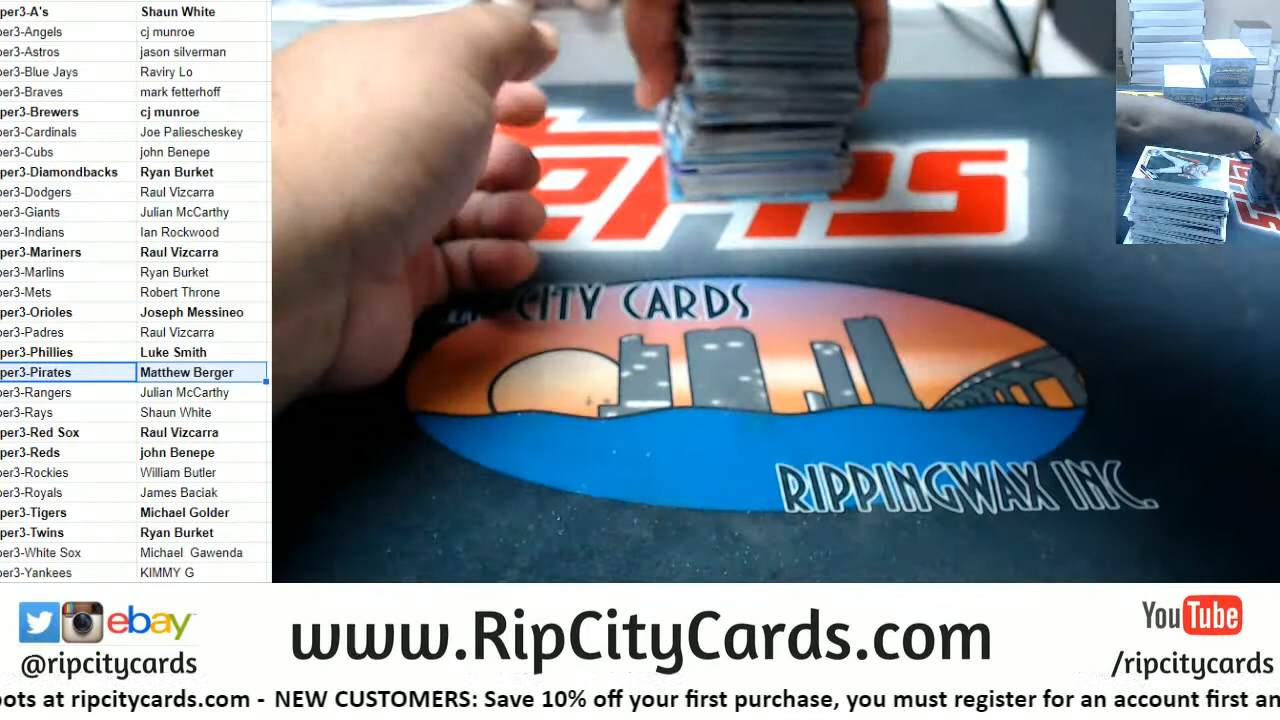 per3-A's Shaun White
per3-Angels cj munroe
per3-Astros jason silverman
per3-Blue Jays Raviry Lo
per3-Braves mark fetterhoff
per3-Brewers cj munroe
per3-Cardinals Joe Paliescheskey
per3-Cubs john Benepe
per3-Diamondbacks Ryan Burket
per3-Dodgers Raul Vizcarra
per3-Giants Julian McCarthy
per3-Indians Ian Rockwood
per3-Mariners Raul Vizcarra
per3-Marlins Ryan Burket
per3-Mets Robert Throne
per3-Orioles Joseph Messineo
per3-Padres Raul Vizcarra
per3-Phillies Luke Smith
per3-Pirates Matthew Berger
per3-Rangers Julian McCarthy
per3-Rays Shaun White
per3-Red Sox Raul Vizcarra
per3-Reds john Benepe
per3-Rockies William Butler
per3-Royals James Baciak
per3-Tigers Michael Golder
per3-Twins Ryan Burket
per3-White Sox Michael Gawenda
per3-Yankees KIMMY G
CITY CARDS
RIPPINGWAX INC.
ebay
@ripcitycards
www.RipCityCards.com
YouTube
/ripcitycards
ots at ripcitycards.com - NEW CUSTOMERS: Save 10% off your first purchase, you must register for an account first an